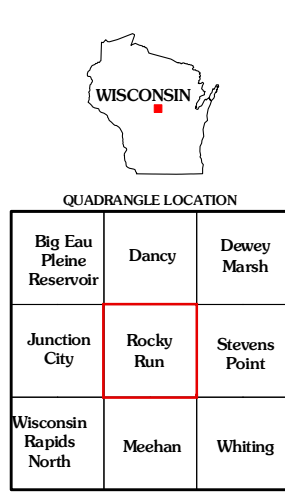 WISCONSIN
QUADRANGLE LOCATION
Big Eau
Pleine
Reservoir
Dancy
Dewey
Marsh
Junction
City
Rocky
Run
Stevens
Point
Wisconsin
Rapids
North
Meehan
Whiting